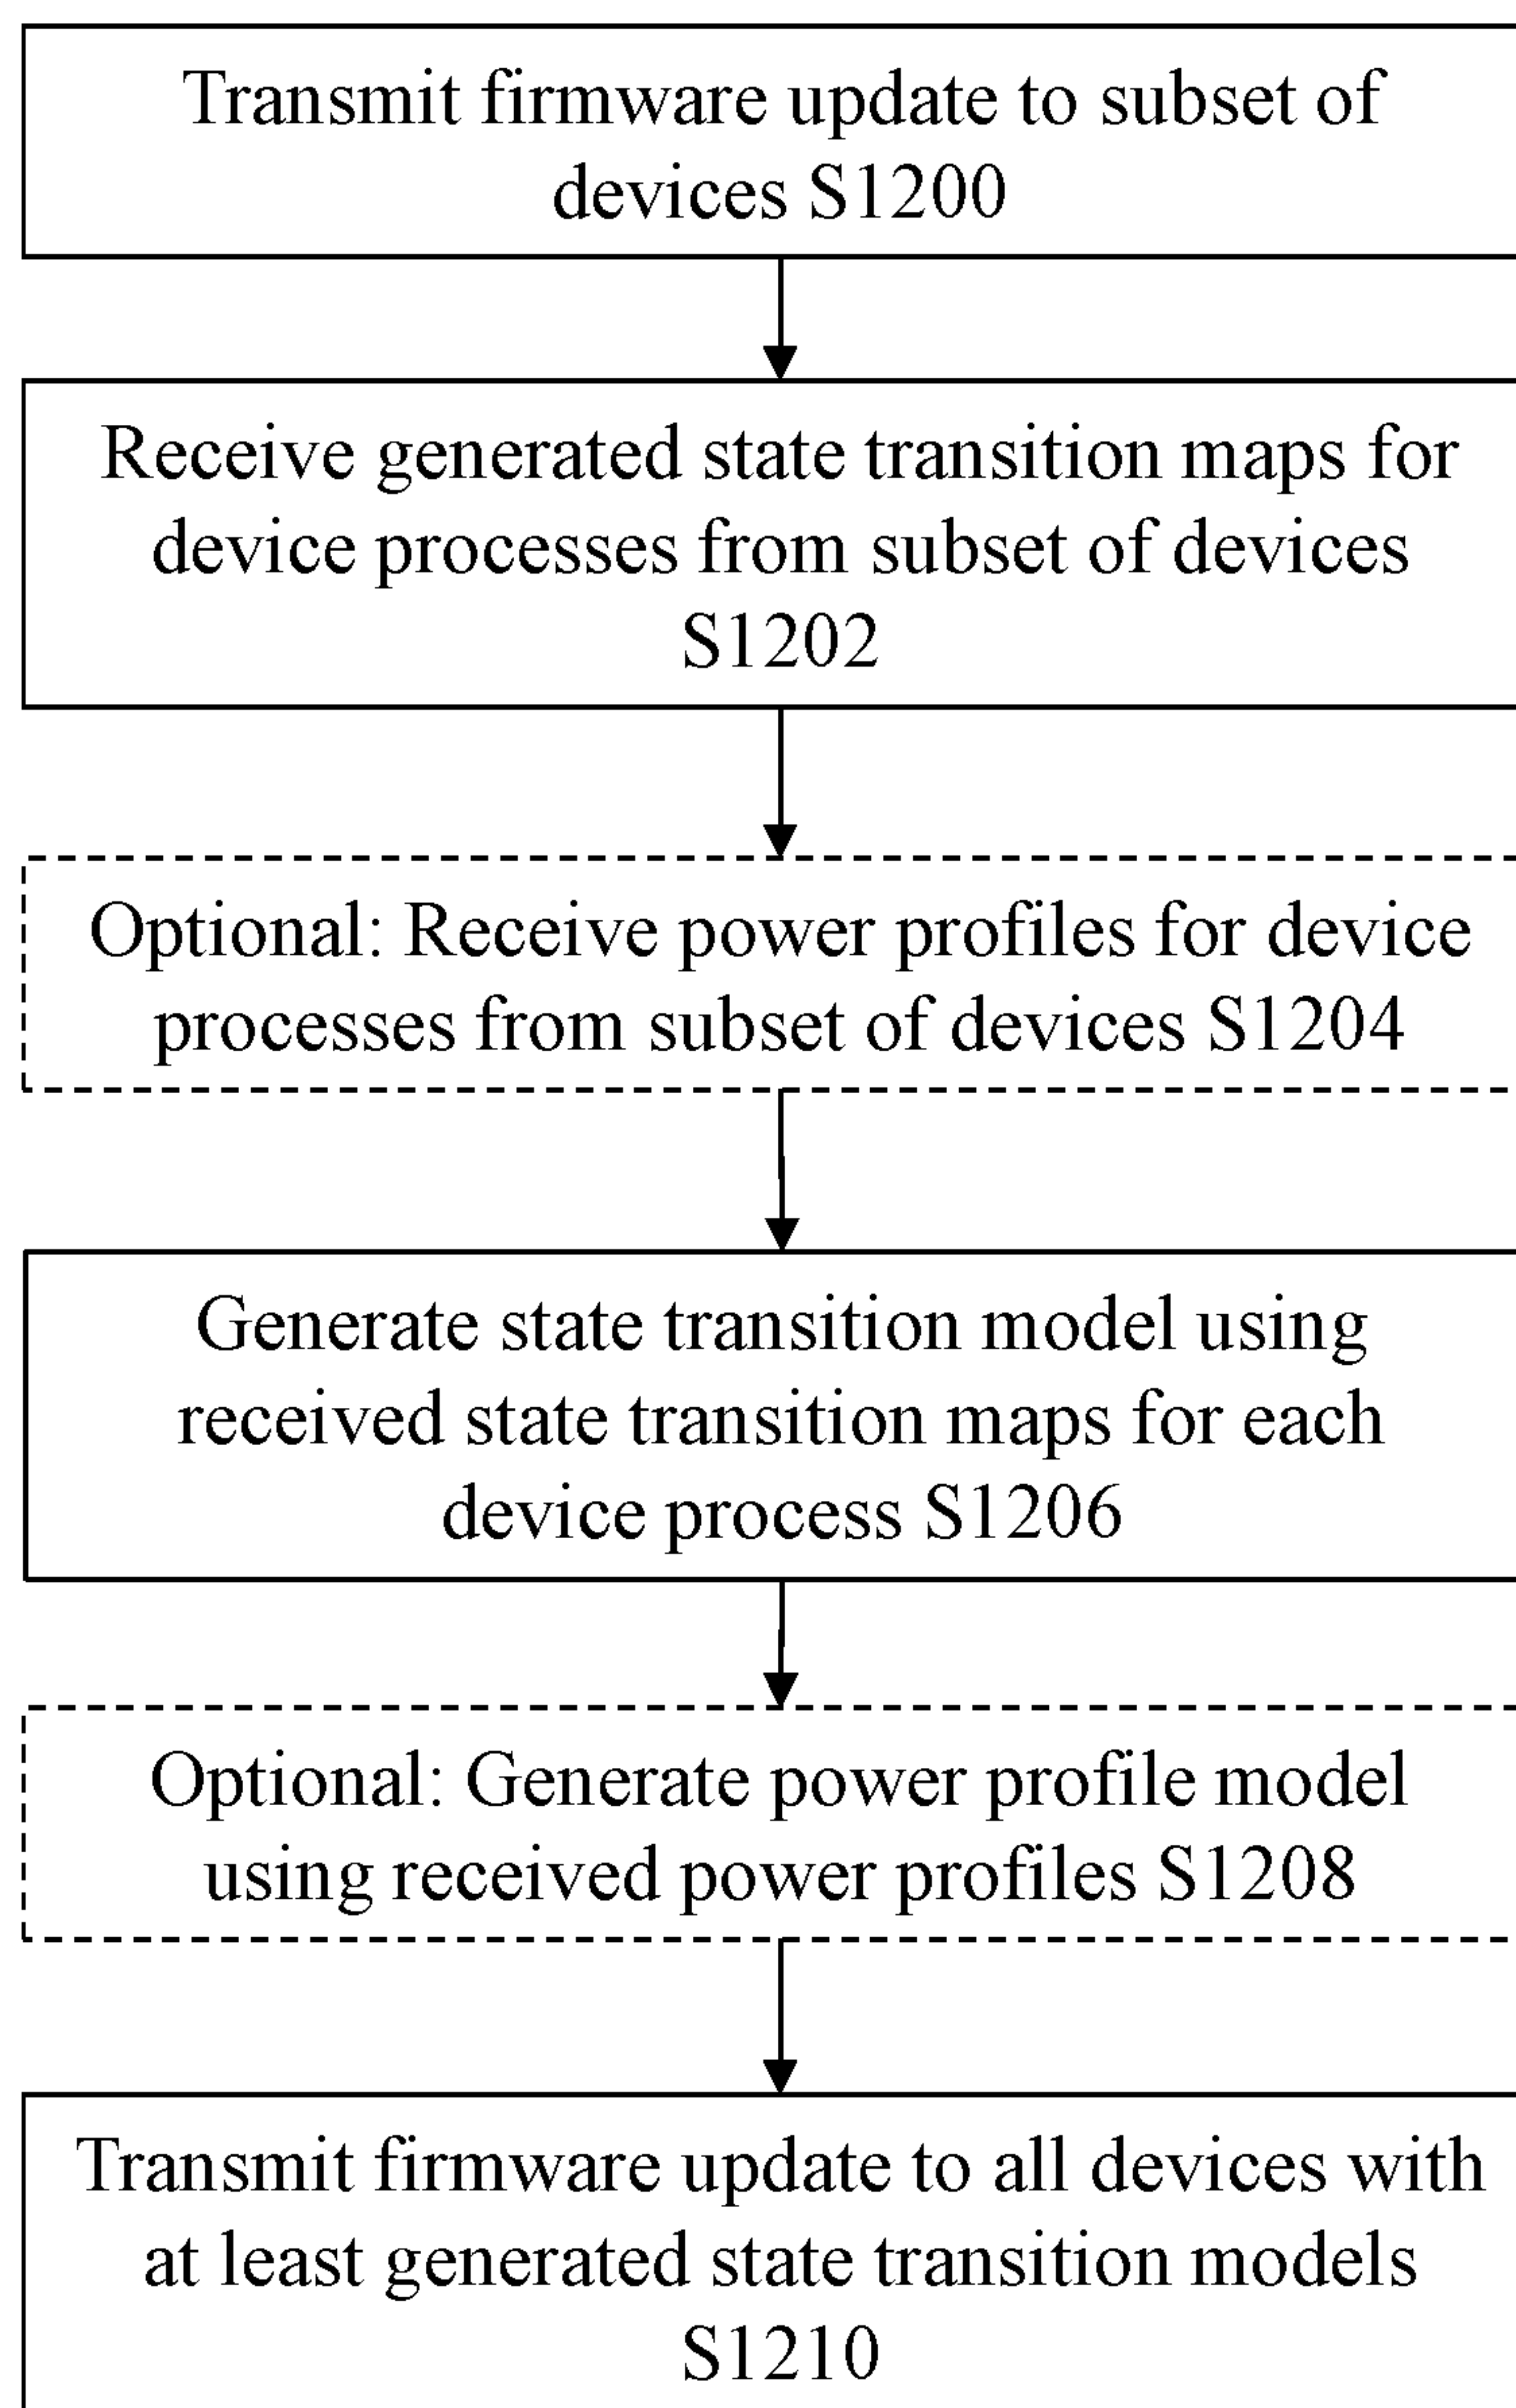 Transmit firmware update to subset of
devices S1200
Receive generated state transition maps for
device processes from subset of devices
S1202
Optional: Receive power profiles for device
processes from subset of devices S1204
Generate state transition model using
received state transition maps for each
device process S1206
Optional: Generate power profile model
using received power profiles S1208
Transmit firmware update to all devices with
at least generated state transition models
S1210